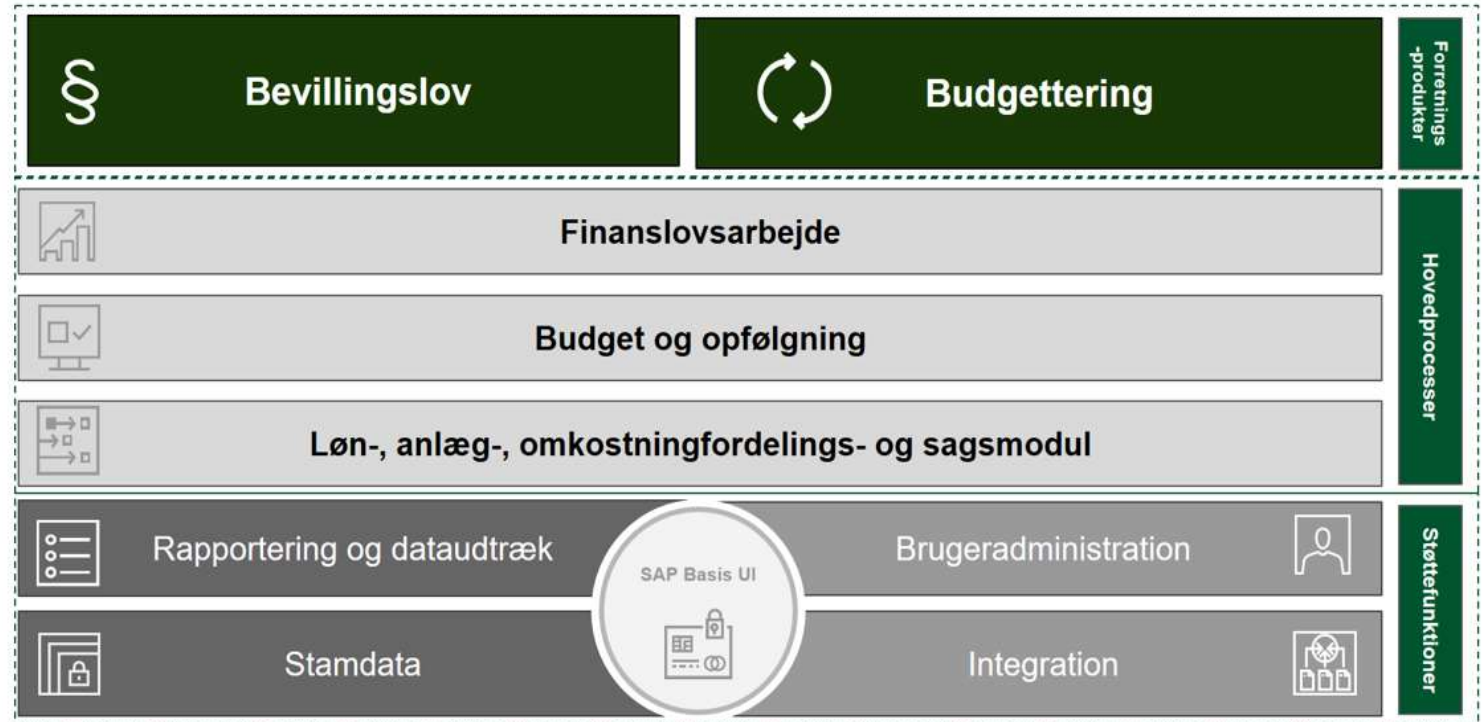 §
Bevillingslov
Budgettering
Forretnings
-produkter
Finanslovsarbejde
Budget og opfølgning
Løn-, anlæg-, omkostningfordelings- og sagsmodul
Hovedprocesser
Rapportering og dataudtræk
SAP Basis UI
Brugeradministration
Stamdata
Integration
Støttefunktioner